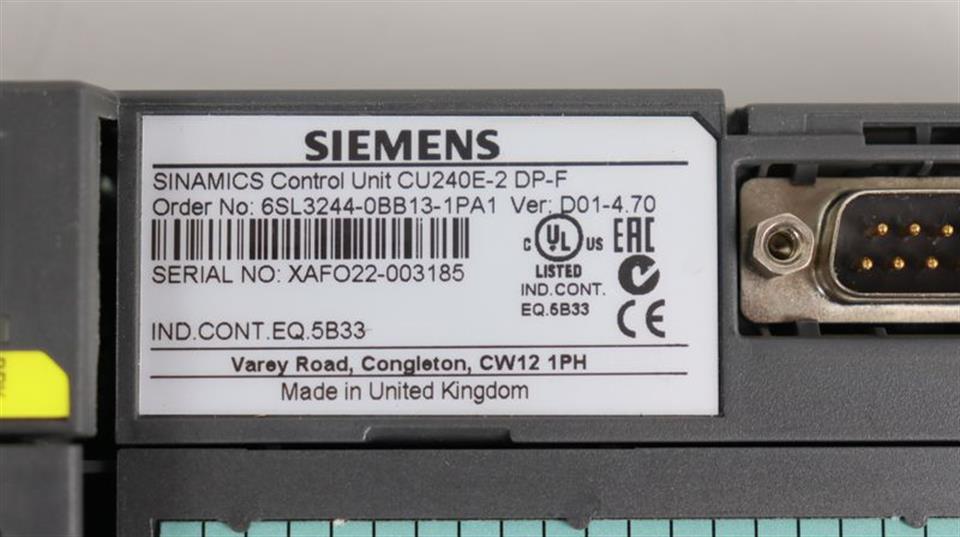 SIEMENS
SINAMICS Control Unit CU240E-2 DP-F
Order No: 6SL3244-0BB13-1PA1 Ver: D01-4.70
C UL US EAC
LISTED
SERIAL NO: XAFO22-003185
IND.CONT.
EQ.5B33
CE
IND.CONT.EQ.5B33
Varey Road, Congleton, CW12 1PH
Made in United Kingdom